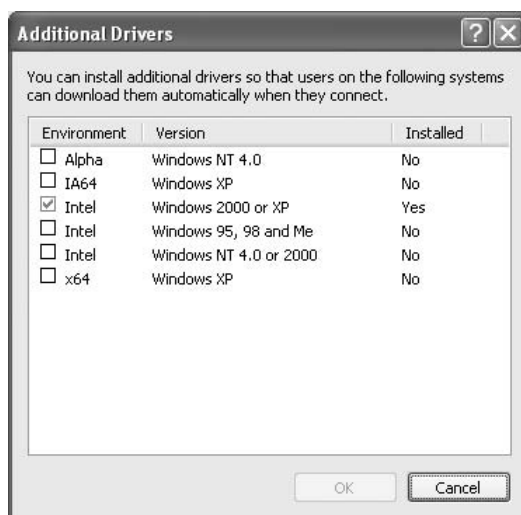 Additional Drivers
You can install additional drivers so that users on the following systems
can download them automatically when they connect.
Environment Version Installed
Alpha Windows NT 4.0 No
IA64 Windows XP No
Intel Windows 2000 or XP Yes
Intel Windows 95, 98 and Me No
Intel Windows NT 4.0 or 2000 No
x64 Windows XP No
OK Cancel